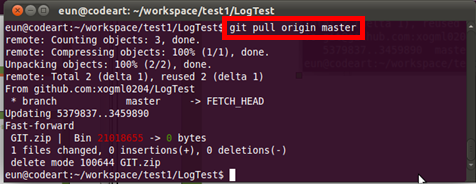 eun@codeart: ~/workspace/test1/LogTest
eun@codeart:~/workspace/test1/LogTest$ git pull origin master
remote: Counting objects: 3, done.
remote: Compressing objects: 100% (1/1), done.
Unpacking objects: 100% (2/2), done.
remote: Total 2 (delta 1), reused 2 (delta 1)
From github.com:xogml0204/LogTest
 * branch            master     -> FETCH_HEAD
Updating 5379837..3459890
Fast-forward
 GIT.zip |  Bin 21018655 -> 0 bytes
 1 files changed, 0 insertions(+), 0 deletions(-)
 delete mode 100644 GIT.zip
eun@codeart:~/workspace/test1/LogTest$